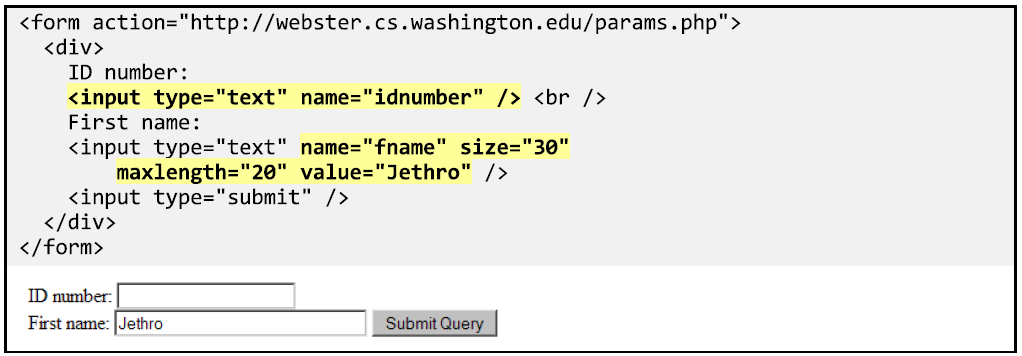 <form action="http://webster.cs.washington.edu/params.php">
  <div>
    ID number:
    <input type="text" name="idnumber" /> <br />
    First name:
    <input type="text" name="fname" size="30"
        maxlength="20" value="Jethro" />
    <input type="submit" />
  </div>
</form>
ID number:
First name: Jethro Submit Query